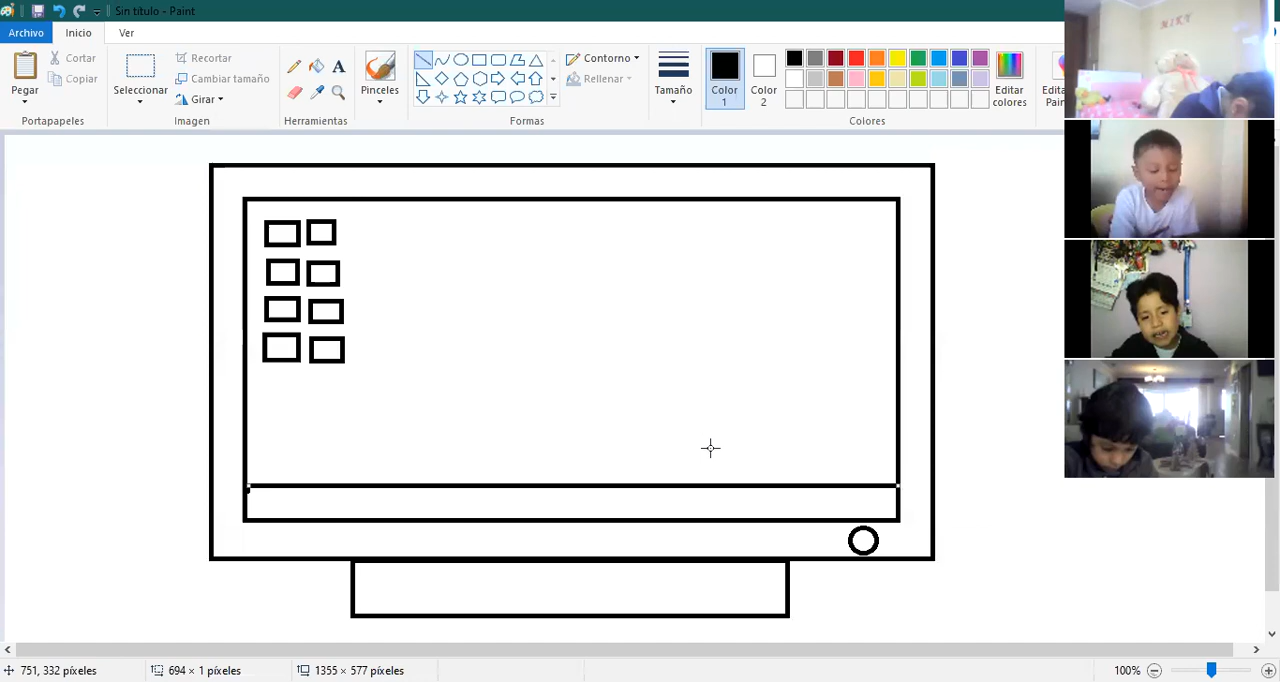 Sin título - Paint
Archivo Inicio Ver
Pegar
Cortar
Copiar
Portapapeles
Seleccionar
Recortar
Cambiar tamaño
Girar
Imagen
A
Herramientas
Pinceles
Contorno
Rellenar
Formas
Tamaño
Color
1
Color
2
Editar
colores
Colores
MIKY
751, 332 píxeles
694 × 1 píxeles
1355 × 577 píxeles
100%